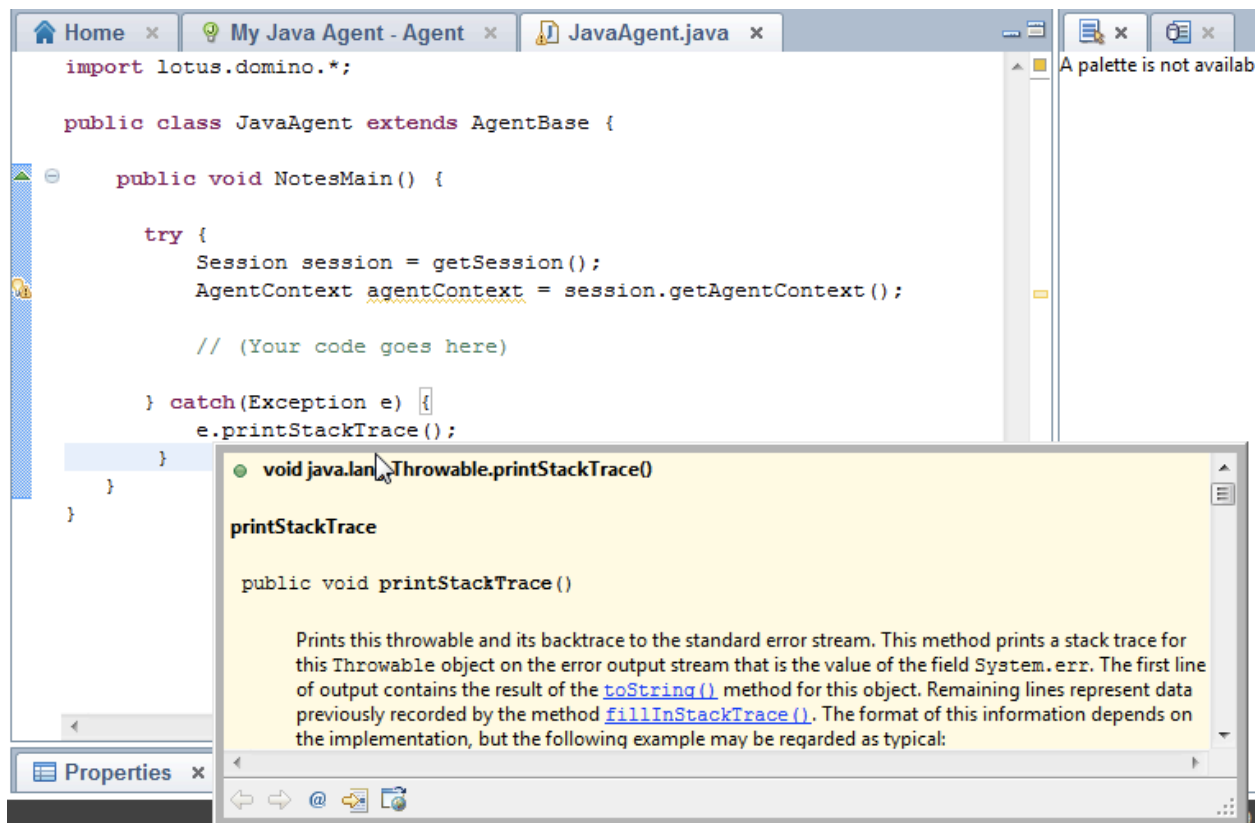 Home My Java Agent - Agent JavaAgent.java
import lotus.domino.*;
A palette is not availab
public class JavaAgent extends AgentBase {
public void NotesMain() {
try {
Session session = getSession();
AgentContext agentContext = session.getAgentContext();
// (Your code goes here)
} catch(Exception e) {
e.printStackTrace();
}
}
}
void java.lang.Throwable.printStackTrace()
printStackTrace
public void printStackTrace()
Prints this throwable and its backtrace to the standard error stream. This method prints a stack trace for
this Throwable object on the error output stream that is the value of the field System.err. The first line
of output contains the result of the toString() method for this object. Remaining lines represent data
previously recorded by the method fillInStackTrace(). The format of this information depends on
the implementation, but the following example may be regarded as typical:
Properties